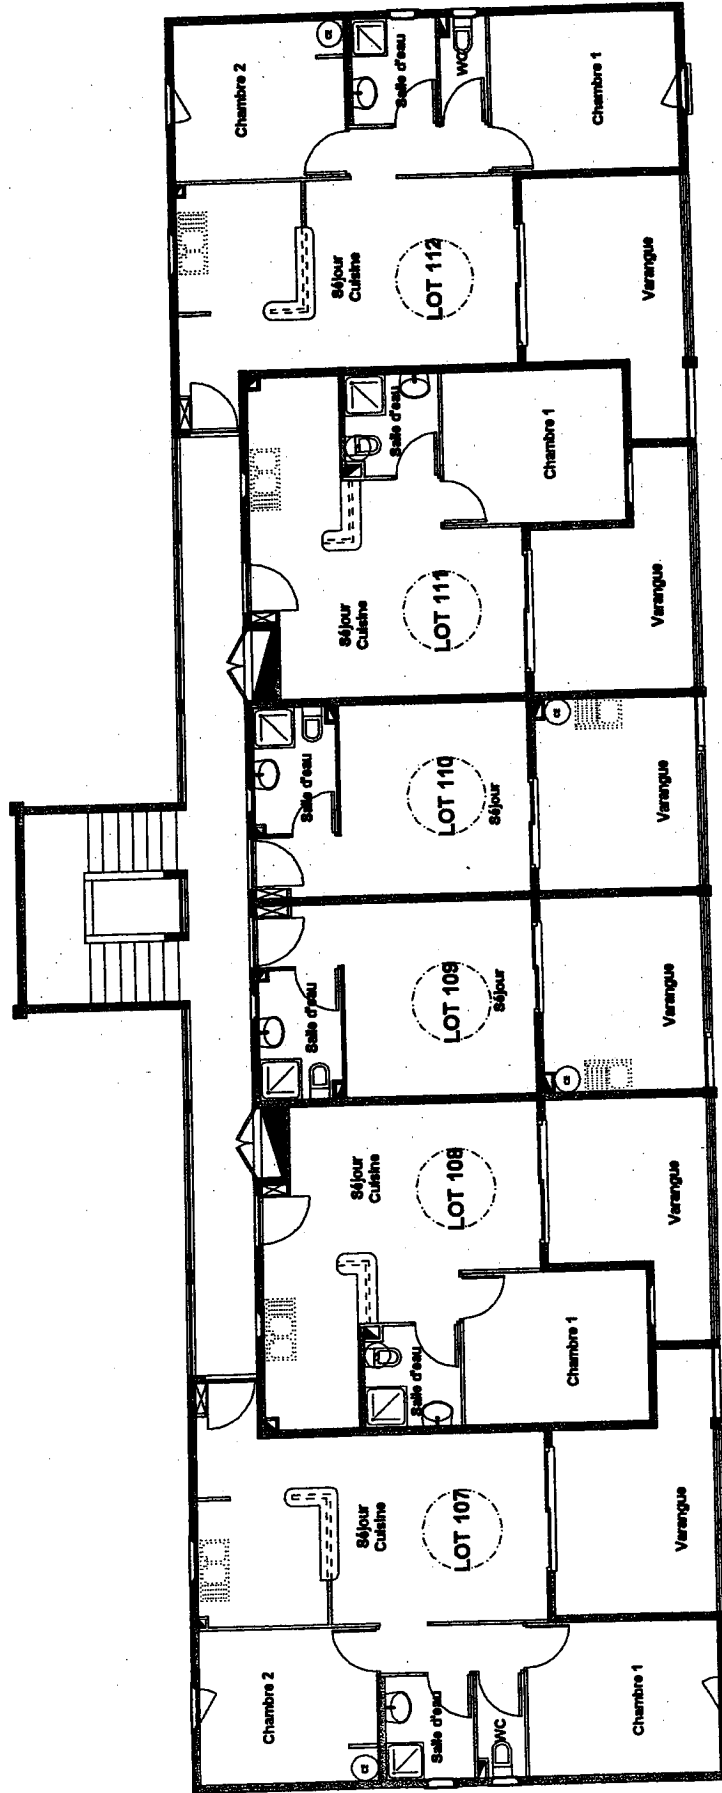 Chambre 2
Salle d'eau
WC
Chambre 1
Séjour
Cuisine
LOT 112
Varangue
Salle d'eau
Chambre 1
Séjour
Cuisine
LOT 111
Varangue
Salle d'eau
LOT 110
Séjour
Varangue
Salle d'eau
LOT 109
Séjour
Varangue
Séjour
Cuisine
LOT 108
Varangue
Salle d'eau
Chambre 1
Séjour
Cuisine
LOT 107
Varangue
Chambre 2
Salle d'eau
WC
Chambre 1